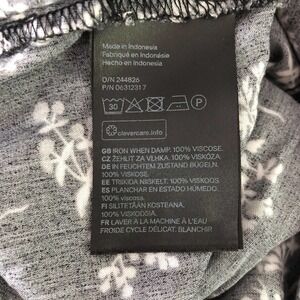 Made in Indonesia
Fabriqué en Indonésie
Hecho en Indonesia
D/N 244826
P/N 06312317
30 P
clevercare.info
GB IRON WHEN DAMP. 100% VISCOSE.
CZ ŽEHLIT ZA VLHKA. 100% VISKÓZA
DE IN FEUCHTEM ZUSTAND BÜGELN.
100% VISKOSE.
EE TRIIKIDA NIISKELT. 100% VISKOOS
ES PLANCHAR EN ESTADO HÚMEDO.
100% viscosa.
FI SILITETÄÄN KOSTEANA.
100% VISKOOSIA.
FR LAVER À LA MACHINE À L'EAU
FROIDE CYCLE DÉLICAT. BLANCHIR